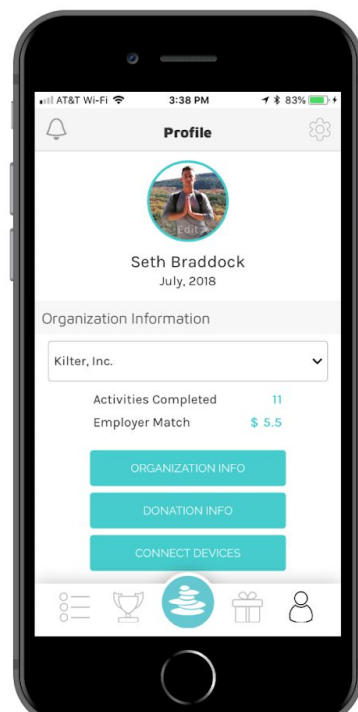 AT&T Wi-Fi 3:38 PM 83%
Profile
Edit
Seth Braddock
July, 2018
Organization Information
Kilter, Inc.
Activities Completed 11
Employer Match $ 5.5
ORGANIZATION INFO
DONATION INFO
CONNECT DEVICES